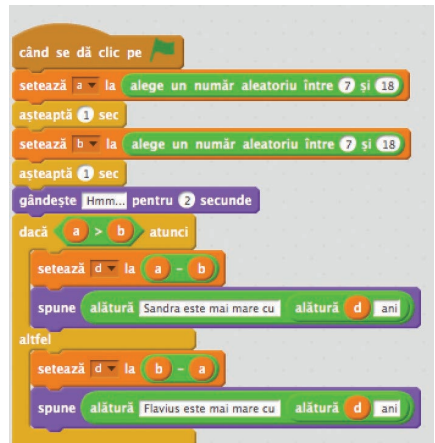 când se dă clic pe
setează a la alege un număr aleatoriu între 7 și 18
așteaptă 1 sec
setează b la alege un număr aleatoriu între 7 și 18
așteaptă 1 sec
gândește Hmm... pentru 2 secunde
dacă a > b atunci
setează d la a - b
spune alătură Sandra este mai mare cu alătură d ani
altfel
setează d la b - a
spune alătură Flavius este mai mare cu alătură d ani